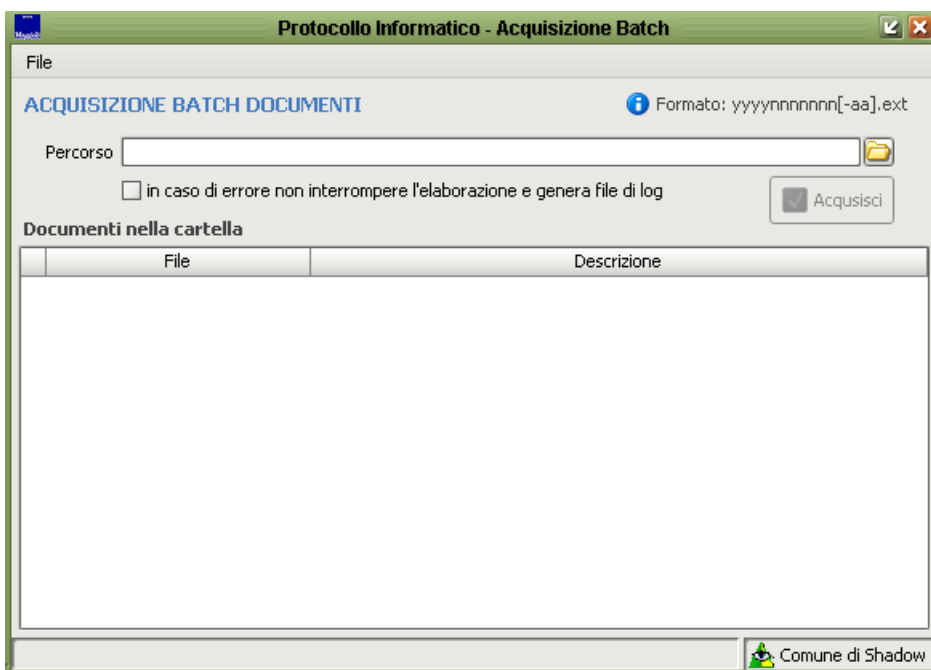 Maggioli
Protocollo Informatico - Acquisizione Batch
File
ACQUISIZIONE BATCH DOCUMENTI
Formato: yyyynnnnnnn[-aa].ext
Percorso
in caso di errore non interrompere l'elaborazione e genera file di log
Acqusisci
Documenti nella cartella
File Descrizione
Comune di Shadow